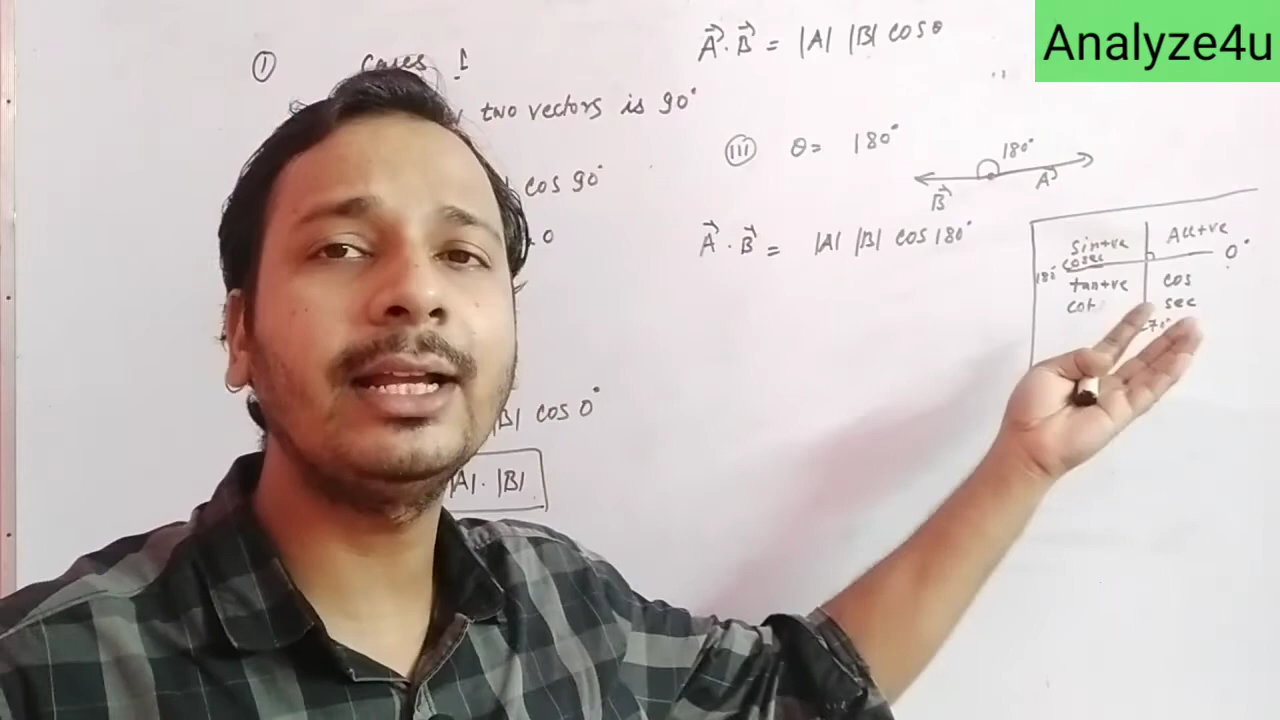 Analyze4u
① cases
two vectors is 90°
cos 90°
0
|B| cos 0°
|A| · |B|
A⃗ · B⃗ = |A| |B| cos θ
III θ = 180°
180°
B⃗ A⃗
A⃗ · B⃗ = |A| |B| cos 180°
Sin +ve All +ve
cosec 0°
180°
tan +ve cos
cot sec